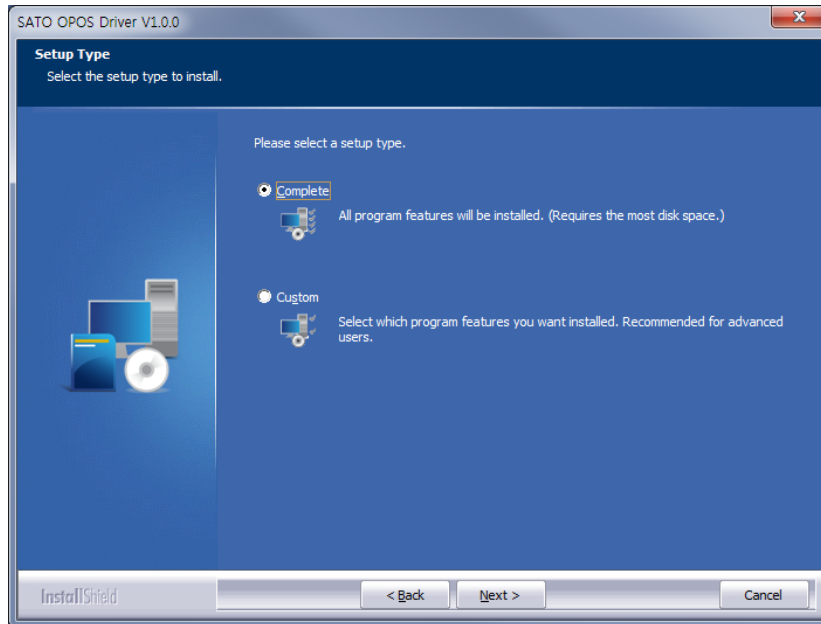 SATO OPOS Driver V1.0.0
Setup Type
Select the setup type to install.
Please select a setup type.
Complete
All program features will be installed. (Requires the most disk space.)
Custom
Select which program features you want installed. Recommended for advanced
users.
InstallShield
< Back
Next >
Cancel